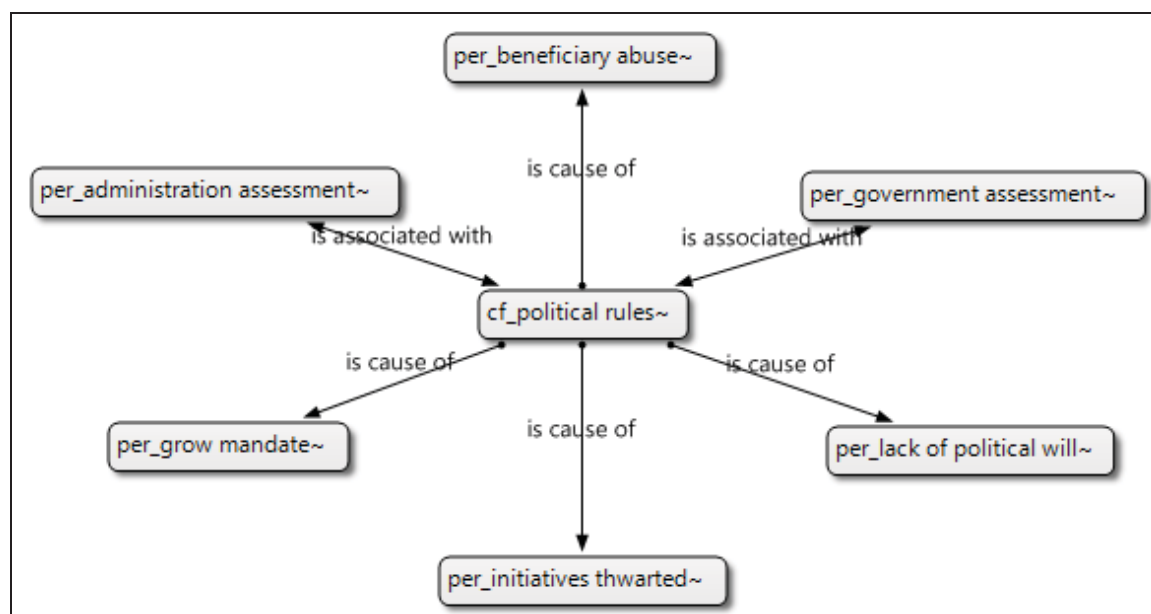 per_beneficiary abuse~
is cause of
per_administration assessment~
per_government assessment~
is associated with
is associated with
cf_political rules~
is cause of
is cause of
per_grow mandate~
is cause of
per_lack of political will~
per_initiatives thwarted~